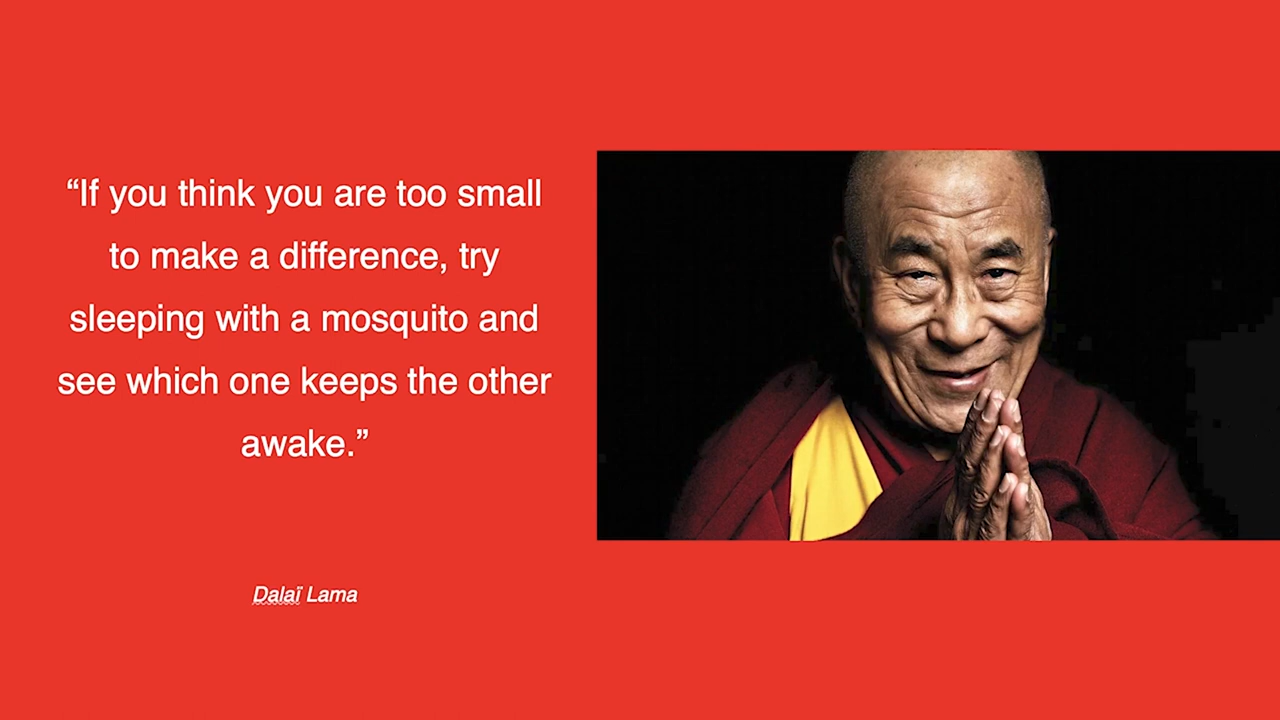 “If you think you are too small
to make a difference, try
sleeping with a mosquito and
see which one keeps the other
awake.”
Dalaï Lama